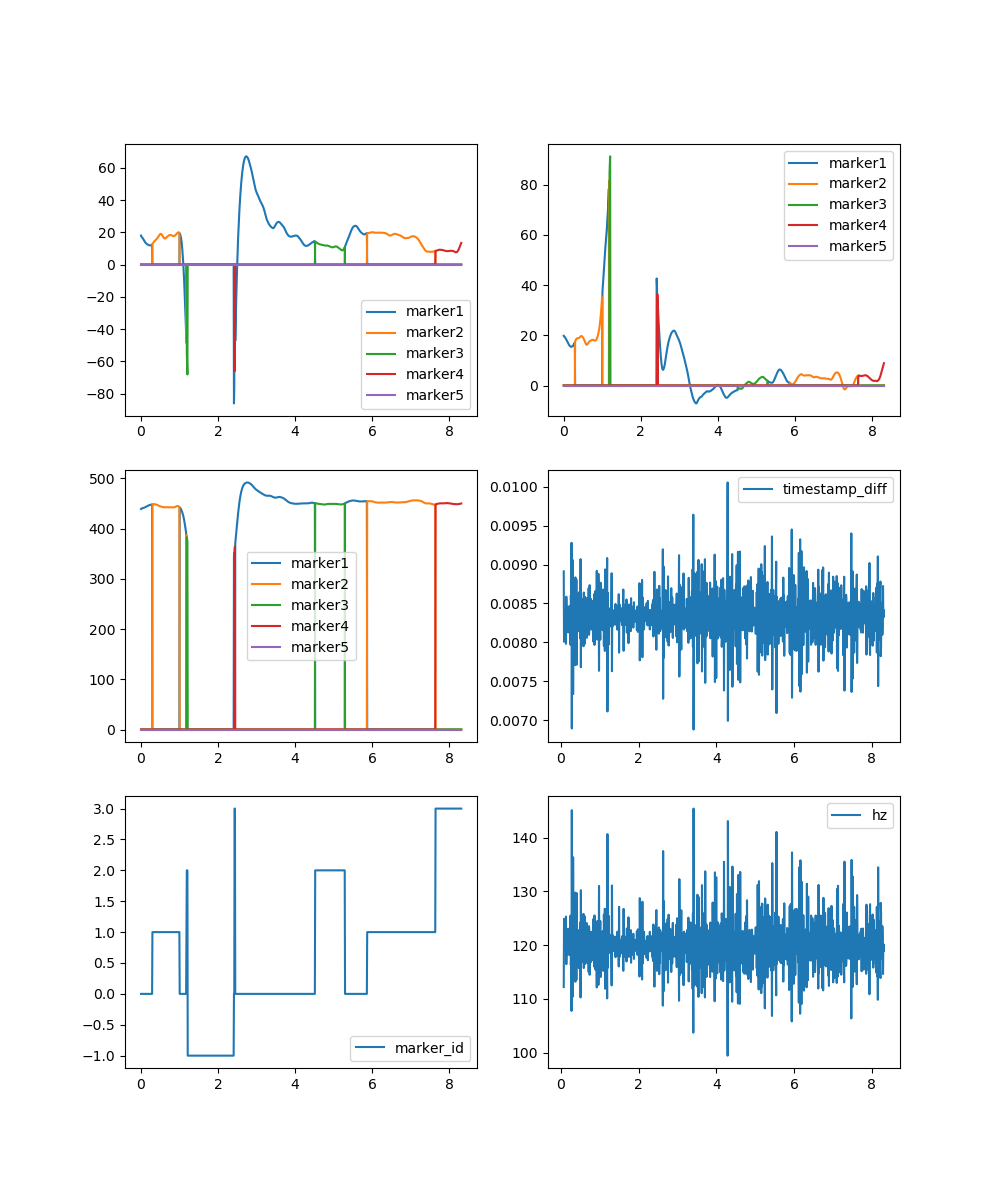 60
40
20
0
−20
−40
−60
−80
0 2 4 6 8
marker1
marker2
marker3
marker4
marker5
80
60
40
20
0
0 2 4 6 8
marker1
marker2
marker3
marker4
marker5
500
400
300
200
100
0
0 2 4 6 8
marker1
marker2
marker3
marker4
marker5
0.0100
0.0095
0.0090
0.0085
0.0080
0.0075
0.0070
0 2 4 6 8
timestamp_diff
3.0
2.5
2.0
1.5
1.0
0.5
0.0
−0.5
−1.0
0 2 4 6 8
marker_id
140
130
120
110
100
0 2 4 6 8
hz